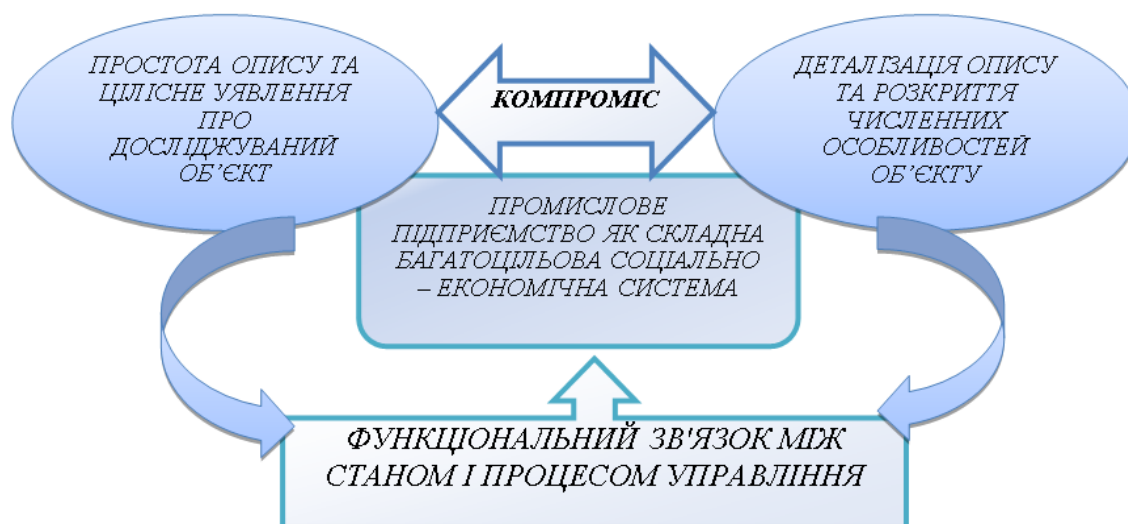 ПРОСТОТА ОПИСУ ТА
ЦІЛІСНЕ УЯВЛЕННЯ
ПРО
ДОСЛІДЖУВАНИЙ
ОБ’ЄКТ
КОМПРОМІС
ДЕТАЛІЗАЦІЯ ОПИСУ
ТА РОЗКРИТТЯ
ЧИСЛЕННИХ
ОСОБЛИВОСТЕЙ
ОБ’ЄКТУ
ПРОМИСЛОВЕ
ПІДПРИЄМСТВО ЯК СКЛАДНА
БАГАТОЦІЛЬОВА СОЦІАЛЬНО
– ЕКОНОМІЧНА СИСТЕМА
ФУНКЦІОНАЛЬНИЙ ЗВ'ЯЗОК МІЖ
СТАНОМ І ПРОЦЕСОМ УПРАВЛІННЯ